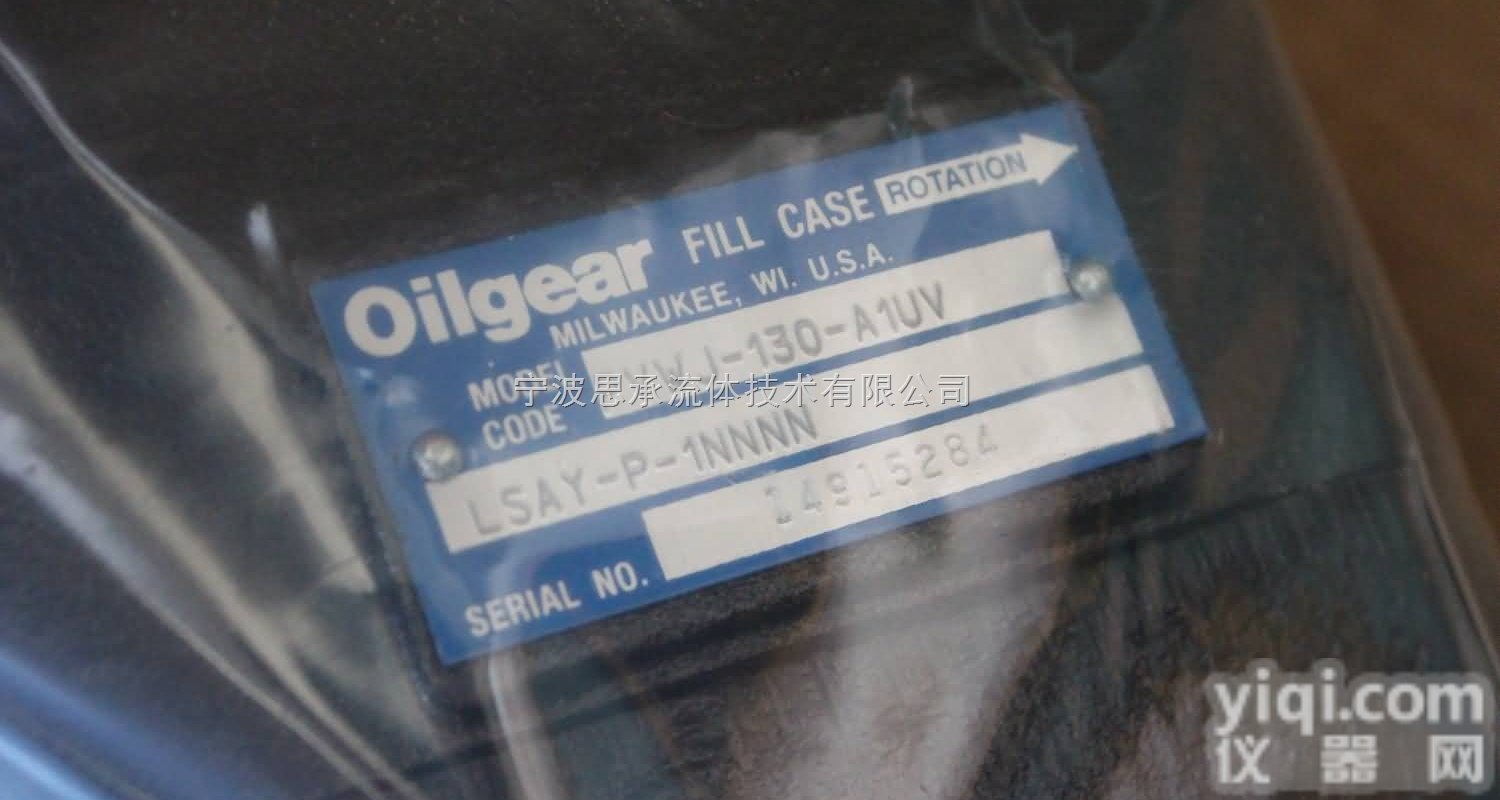 Oilgear FILL CASE ROTATION
MILWAUKEE, WI. U.S.A.
MODEL CODE
-130-A1UV
宁波思承流体技术有限公司
LSAY-P-1NNNN
SERIAL NO. 14915284
yiqi.com
仪器网